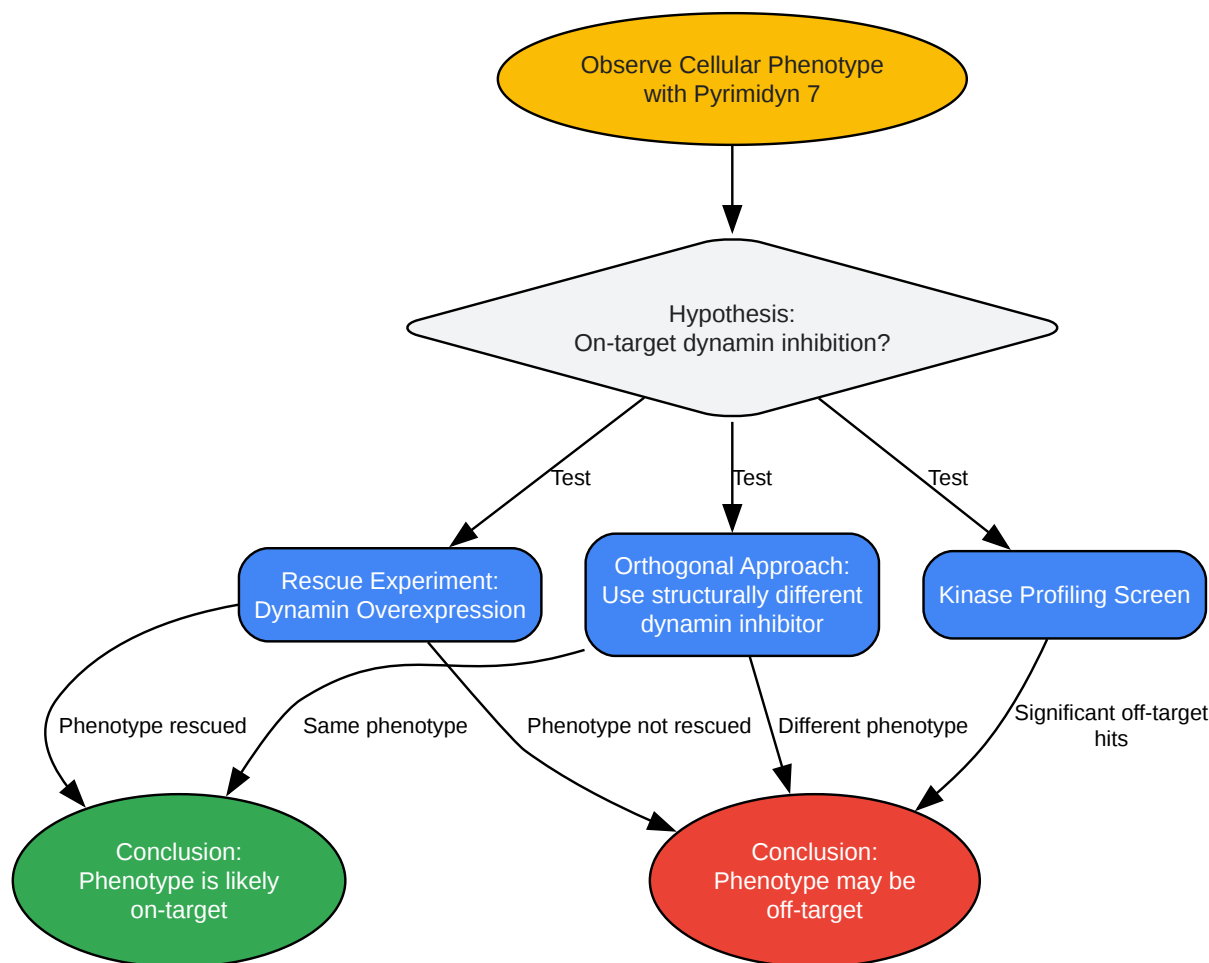 Observe Cellular Phenotype
with Pyrimidyn 7
Hypothesis:
On-target dynamin inhibition?
Test
Test
Test
Rescue Experiment:
Dynamin Overexpression
Orthogonal Approach:
Use structurally different
dynamin inhibitor
Kinase Profiling Screen
Phenotype rescued
Same phenotype
Phenotype not rescued
Different phenotype
Significant off-target
hits
Conclusion:
Phenotype is likely
on-target
Conclusion:
Phenotype may be
off-target